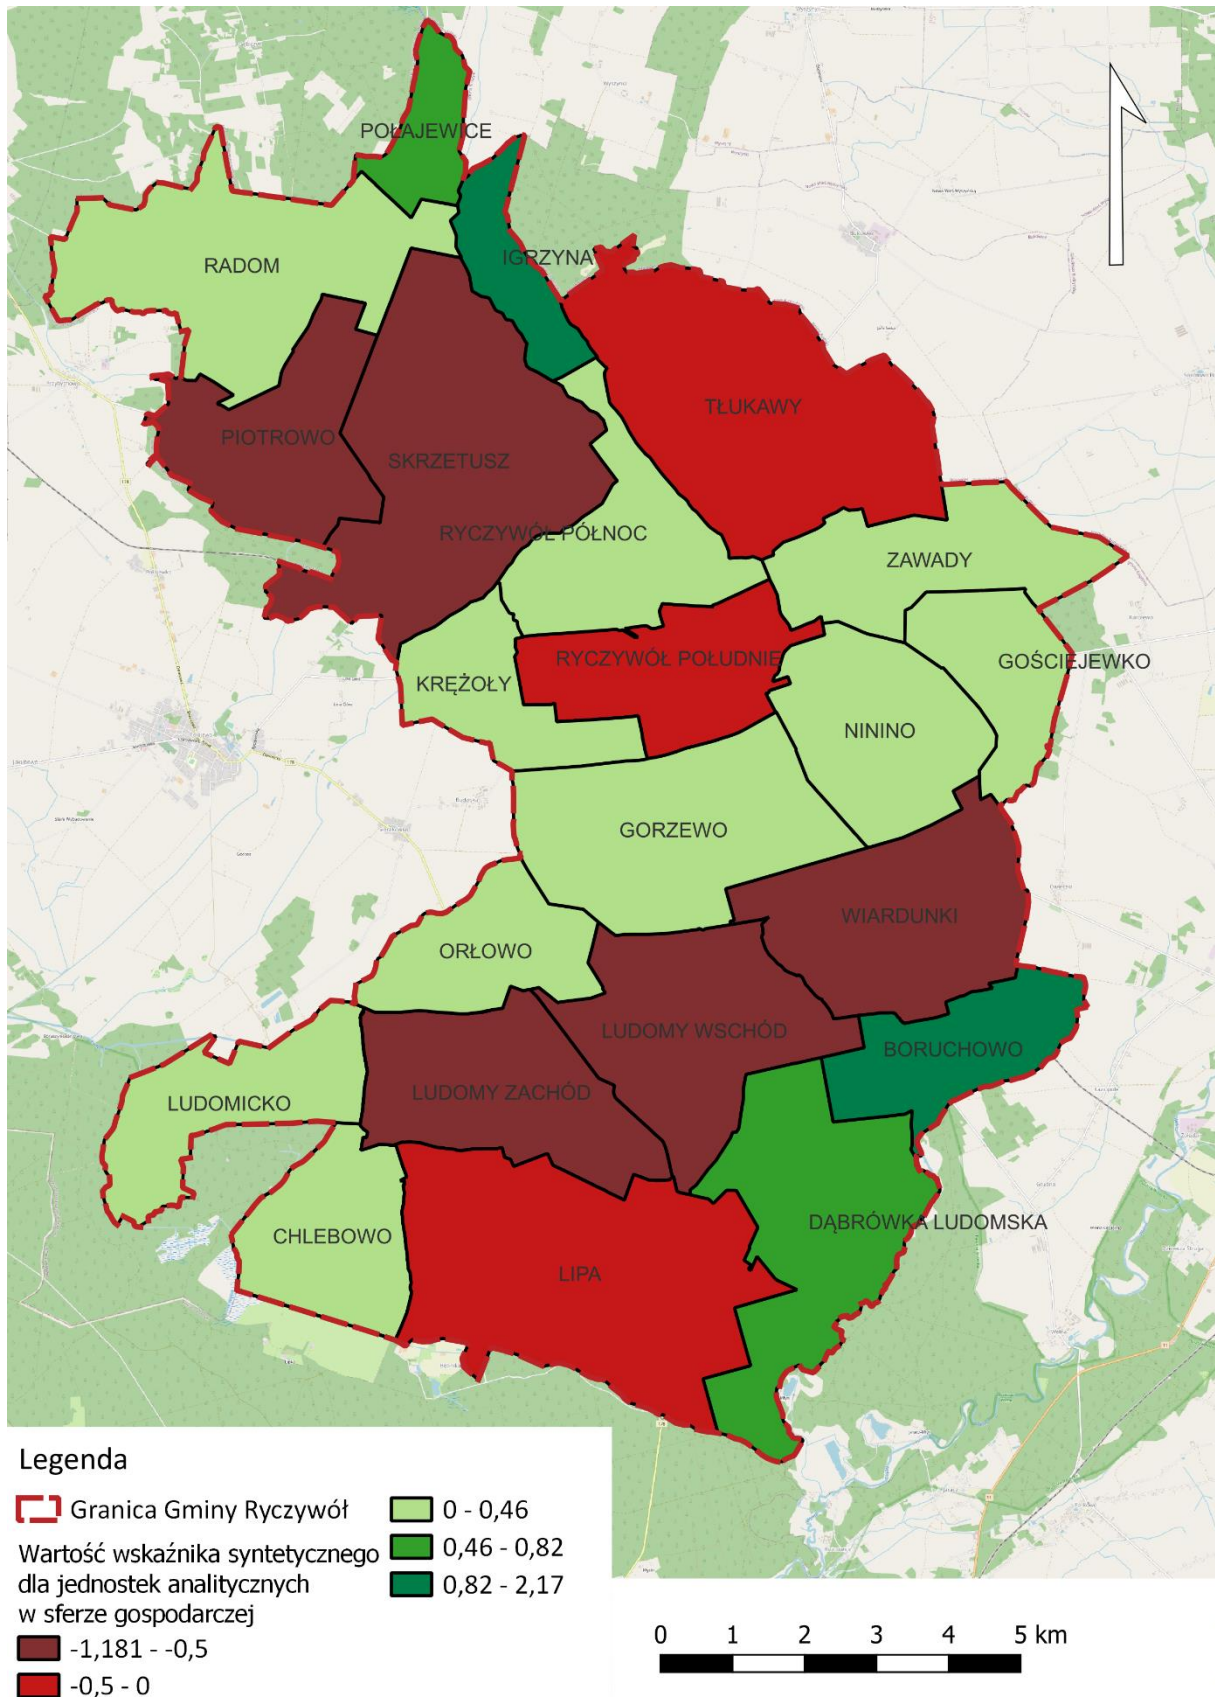 POŁAJEWICE
IGRZYNA
RADOM
TŁUKAWY
PIOTROWO
SKRZETUSZ
RYCZYWÓŁ PÓŁNOC
ZAWADY
RYCZYWÓŁ POŁUDNIE
GOŚCIEJEWKO
KRĘŻOŁY
NININO
GORZEWO
WIARDUNKI
ORŁOWO
LUDOMY WSCHÓD
BORUCHOWO
LUDOMY ZACHÓD
LUDOMICKO
DĄBRÓWKA LUDOMSKA
CHLEBOWO
LIPA
Legenda
Granica Gminy Ryczywół
Wartość wskaźnika syntetycznego
dla jednostek analitycznych
w sferze gospodarczej
-1,181 - -0,5
-0,5 - 0
0 - 0,46
0,46 - 0,82
0,82 - 2,17
0 1 2 3 4 5 km